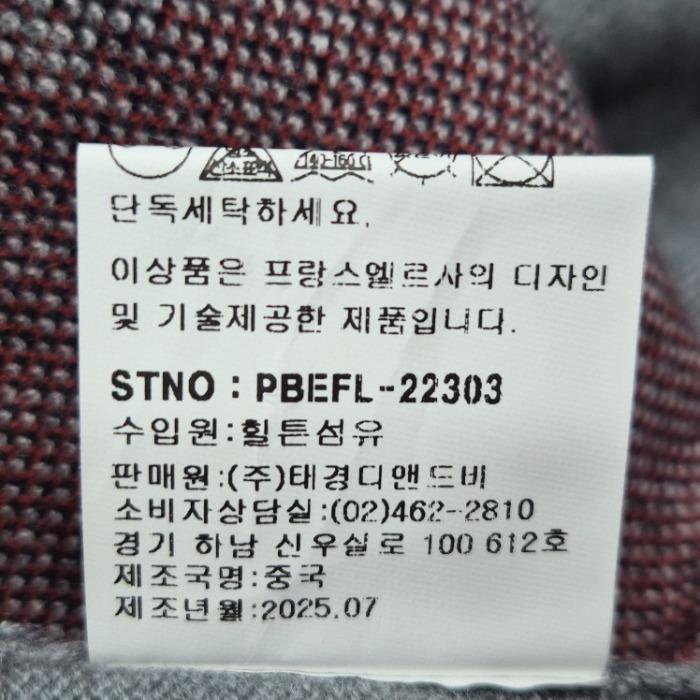 단독세탁하세요.
이상품은 프랑스엘르사의 디자인
및 기술제공한 제품입니다.
STNO : PBEFL-22303
수입원:힐튼섬유
판매원:(주)태경디앤드비
소비자상담실:(02)462-2810
경기 하남 신우실로 100 612호
제조국명:중국
제조년월:2025.07